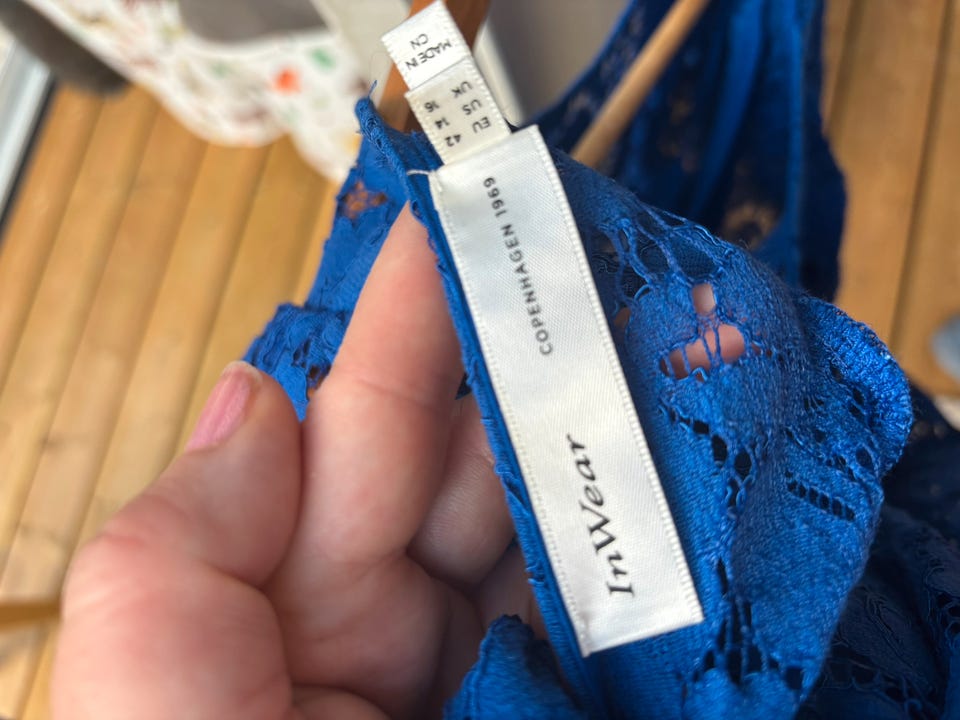 InWear
COPENHAGEN 1969
EU 42
US 14
UK 16
MADE IN
CN